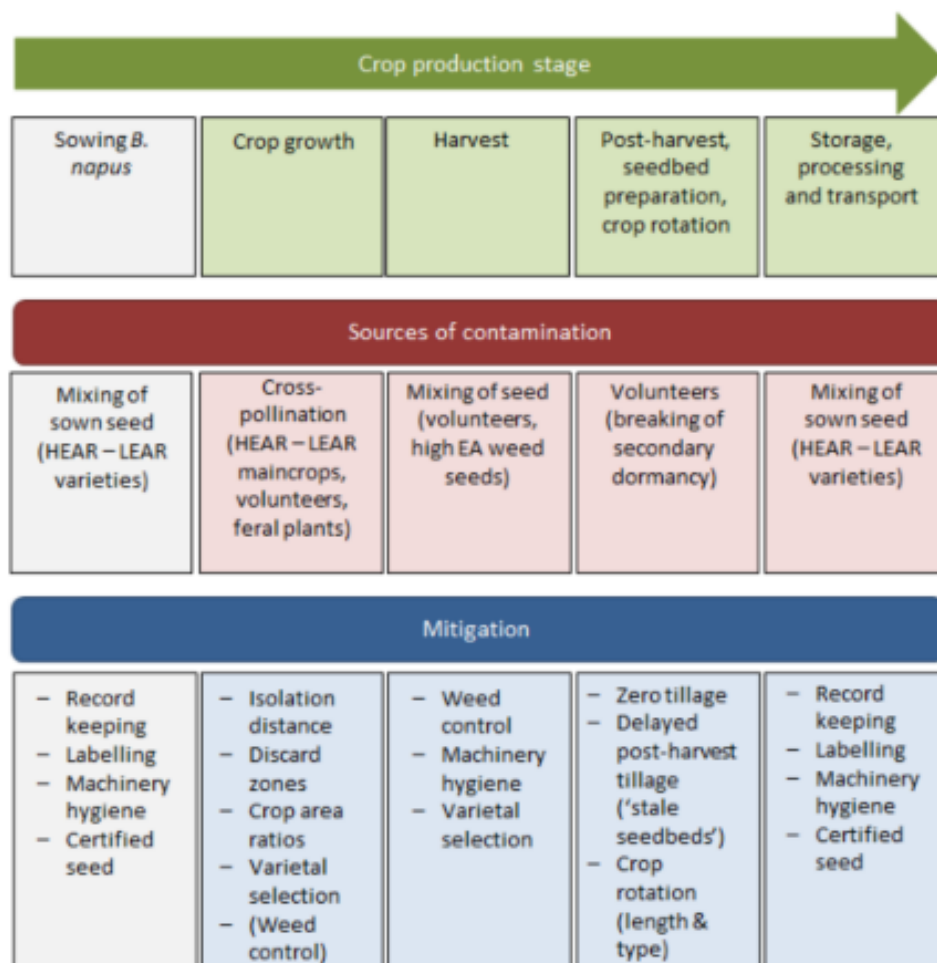 Crop production stage
Sowing B.
napus
Crop growth
Harvest
Post-harvest,
seedbed
preparation,
crop rotation
Storage,
processing
and transport
Sources of contamination
Mixing of
sown seed
(HEAR – LEAR
varieties)
Cross-
pollination
(HEAR – LEAR
maincrops,
volunteers,
feral plants)
Mixing of seed
(volunteers,
high EA weed
seeds)
Volunteers
(breaking of
secondary
dormancy)
Mixing of
sown seed
(HEAR – LEAR
varieties)
Mitigation
– Record
keeping
– Labelling
– Machinery
hygiene
– Certified
seed
– Isolation
distance
– Discard
zones
– Crop area
ratios
– Varietal
selection
– (Weed
control)
– Weed
control
– Machinery
hygiene
– Varietal
selection
– Zero tillage
– Delayed
post-harvest
tillage
(‘stale
seedbeds’)
– Crop
rotation
(length &
type)
– Record
keeping
– Labelling
– Machinery
hygiene
– Certified
seed